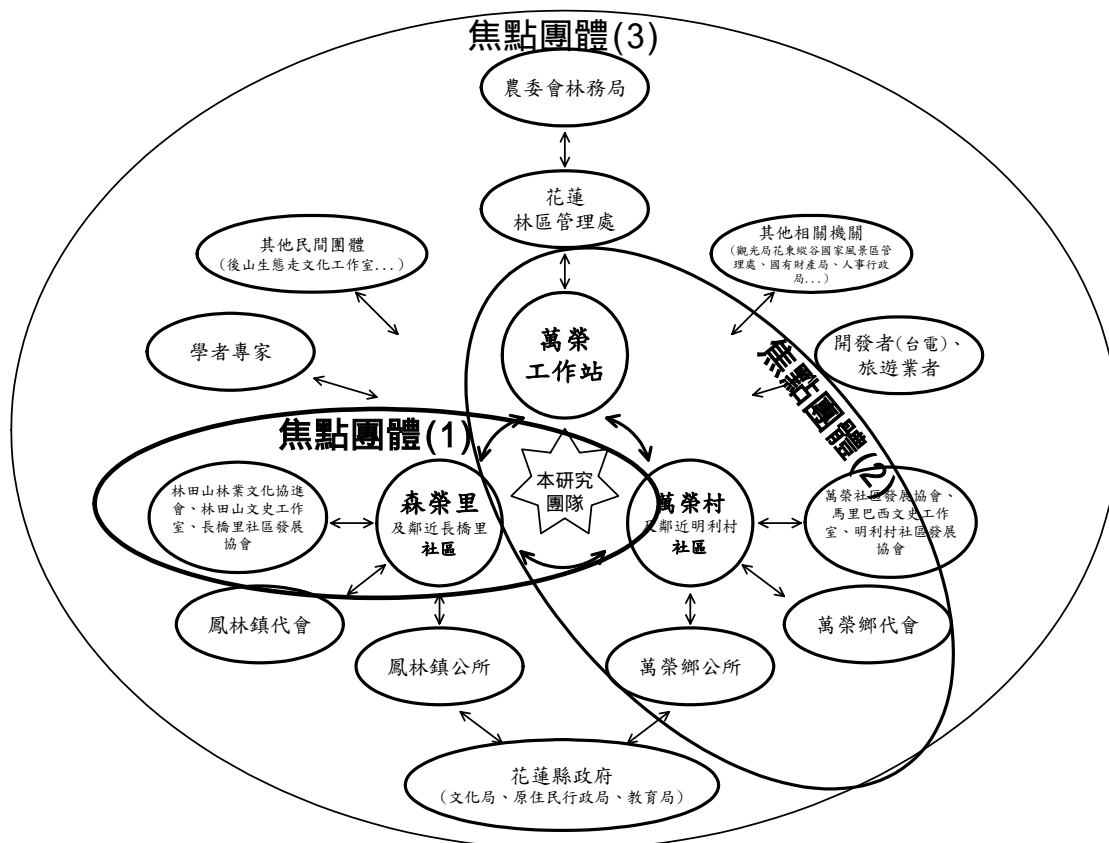 焦點團體(3)
農委會林務局
花蓮
林區管理處
其他民間團體
(後山生態走文化工作室...)
其他相關機關
(觀光局花東縱谷國家風景區管
理處、國有財產局、人事行政
局...)
學者專家
萬榮
工作站
開發者(台電)、
旅遊業者
焦點團體(2)
焦點團體(1)
林田山林業文化協進
會、林田山文史工作
室、長橋里社區發展
協會
森榮里
及鄰近長橋里
社區
本研究
團隊
萬榮村
及鄰近明利村
社區
萬榮社區發展協會、
馬里巴西文史工作
室、明利村社區發展
協會
鳳林鎮代會
鳳林鎮公所
萬榮鄉公所
萬榮鄉代會
花蓮縣政府
(文化局、原住民行政局、教育局)